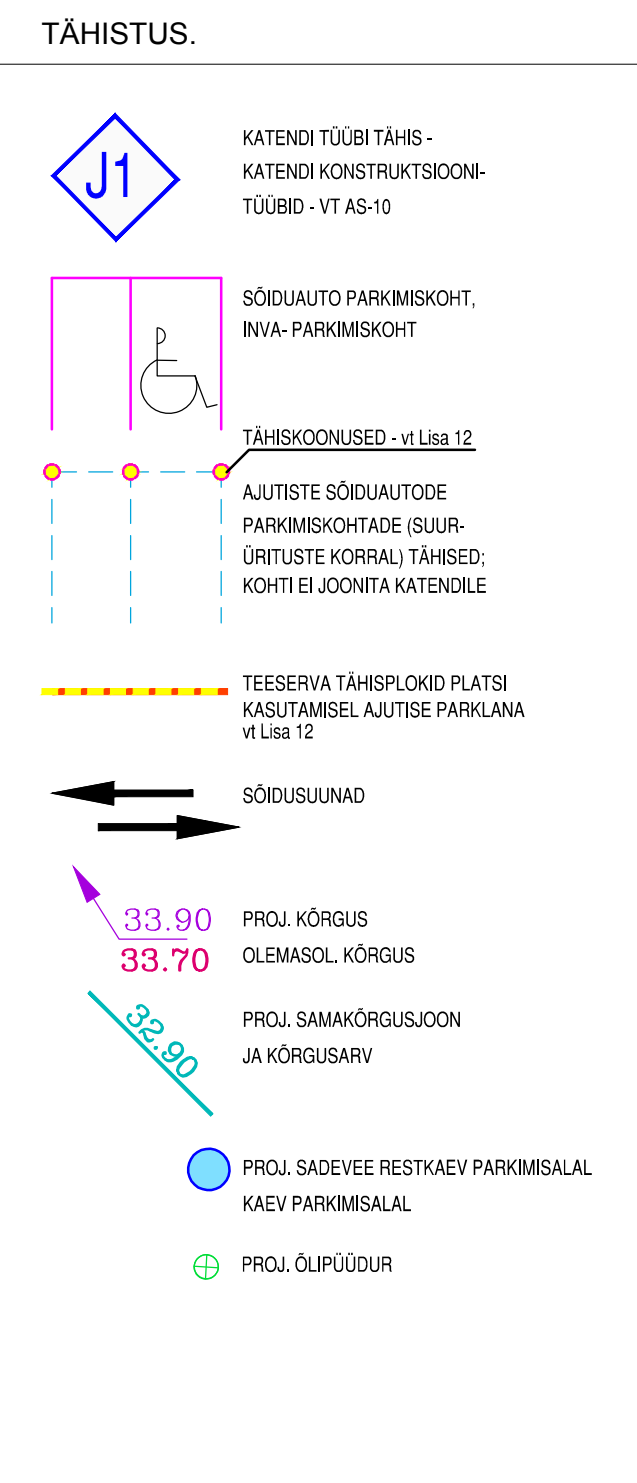 TÄHISTUS.
J1
KATENDI TÜÜBI TÄHIS -
KATENDI KONSTRUKTSIOONI-
TÜÜBID - VT AS-10
SÕIDUAUTO PARKIMISKOHT,
INVA- PARKIMISKOHT
TÄHISKOONUSED - vt Lisa 12
AJUTISTE SÕIDUAUTODE
PARKIMISKOHTADE (SUUR-
ÜRITUSTE KORRAL) TÄHISED;
KOHTI EI JOONITA KATENDILE
TEESERVA TÄHISPLOKID PLATSI
KASUTAMISEL AJUTISE PARKLANA
vt Lisa 12
SÕIDUSUUNAD
33.90 PROJ. KÕRGUS
33.70 OLEMASOL. KÕRGUS
32.90
PROJ. SAMAKÕRGUSJOON
JA KÕRGUSARV
PROJ. SADEVEE RESTKAEV PARKIMISALAL
KAEV PARKIMISALAL
PROJ. ÕLIPÜÜDUR